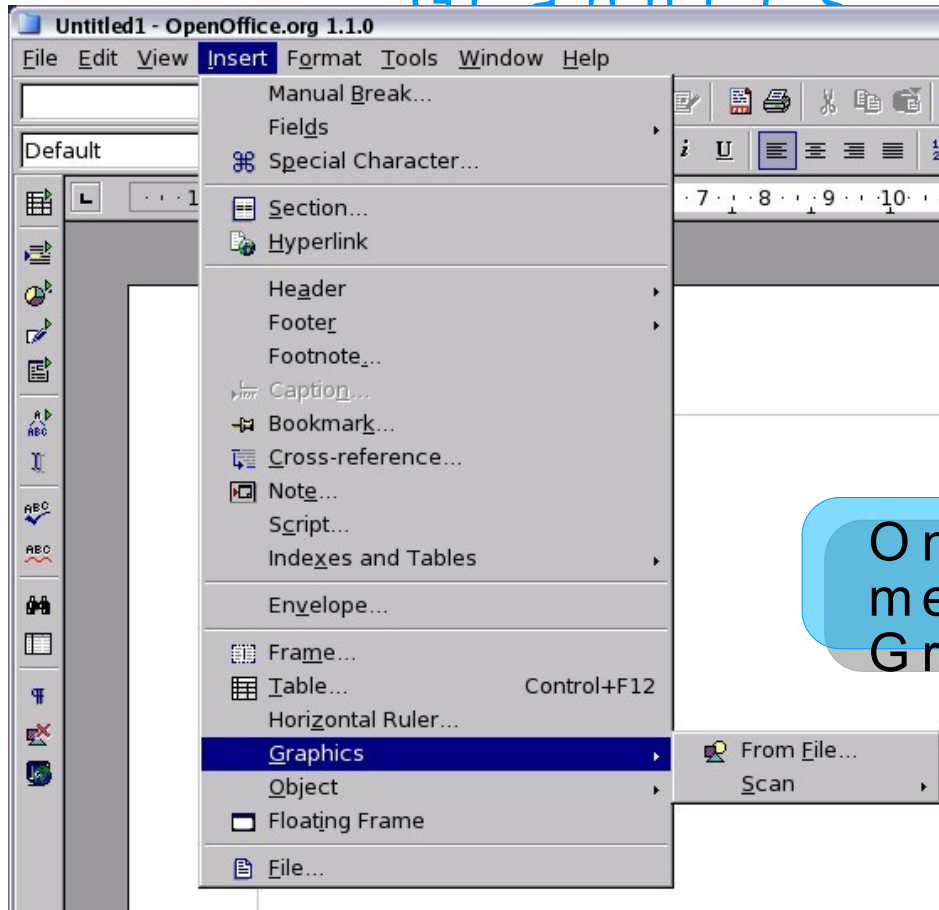 Graphics
Untitled1 - OpenOffice.org 1.1.0
File Edit View Insert Format Tools Window Help
Manual Break...
Fields
Default
Special Character...
i U
Section...
7 8 9 10
Hyperlink
Header
Footer
Footnote...
Caption...
Bookmark...
Cross-reference...
Note...
Script...
Indexes and Tables
Envelope...
Frame...
Table... Control+F12
Horizontal Ruler...
Graphics
From File...
Object
Scan
Floating Frame
File...